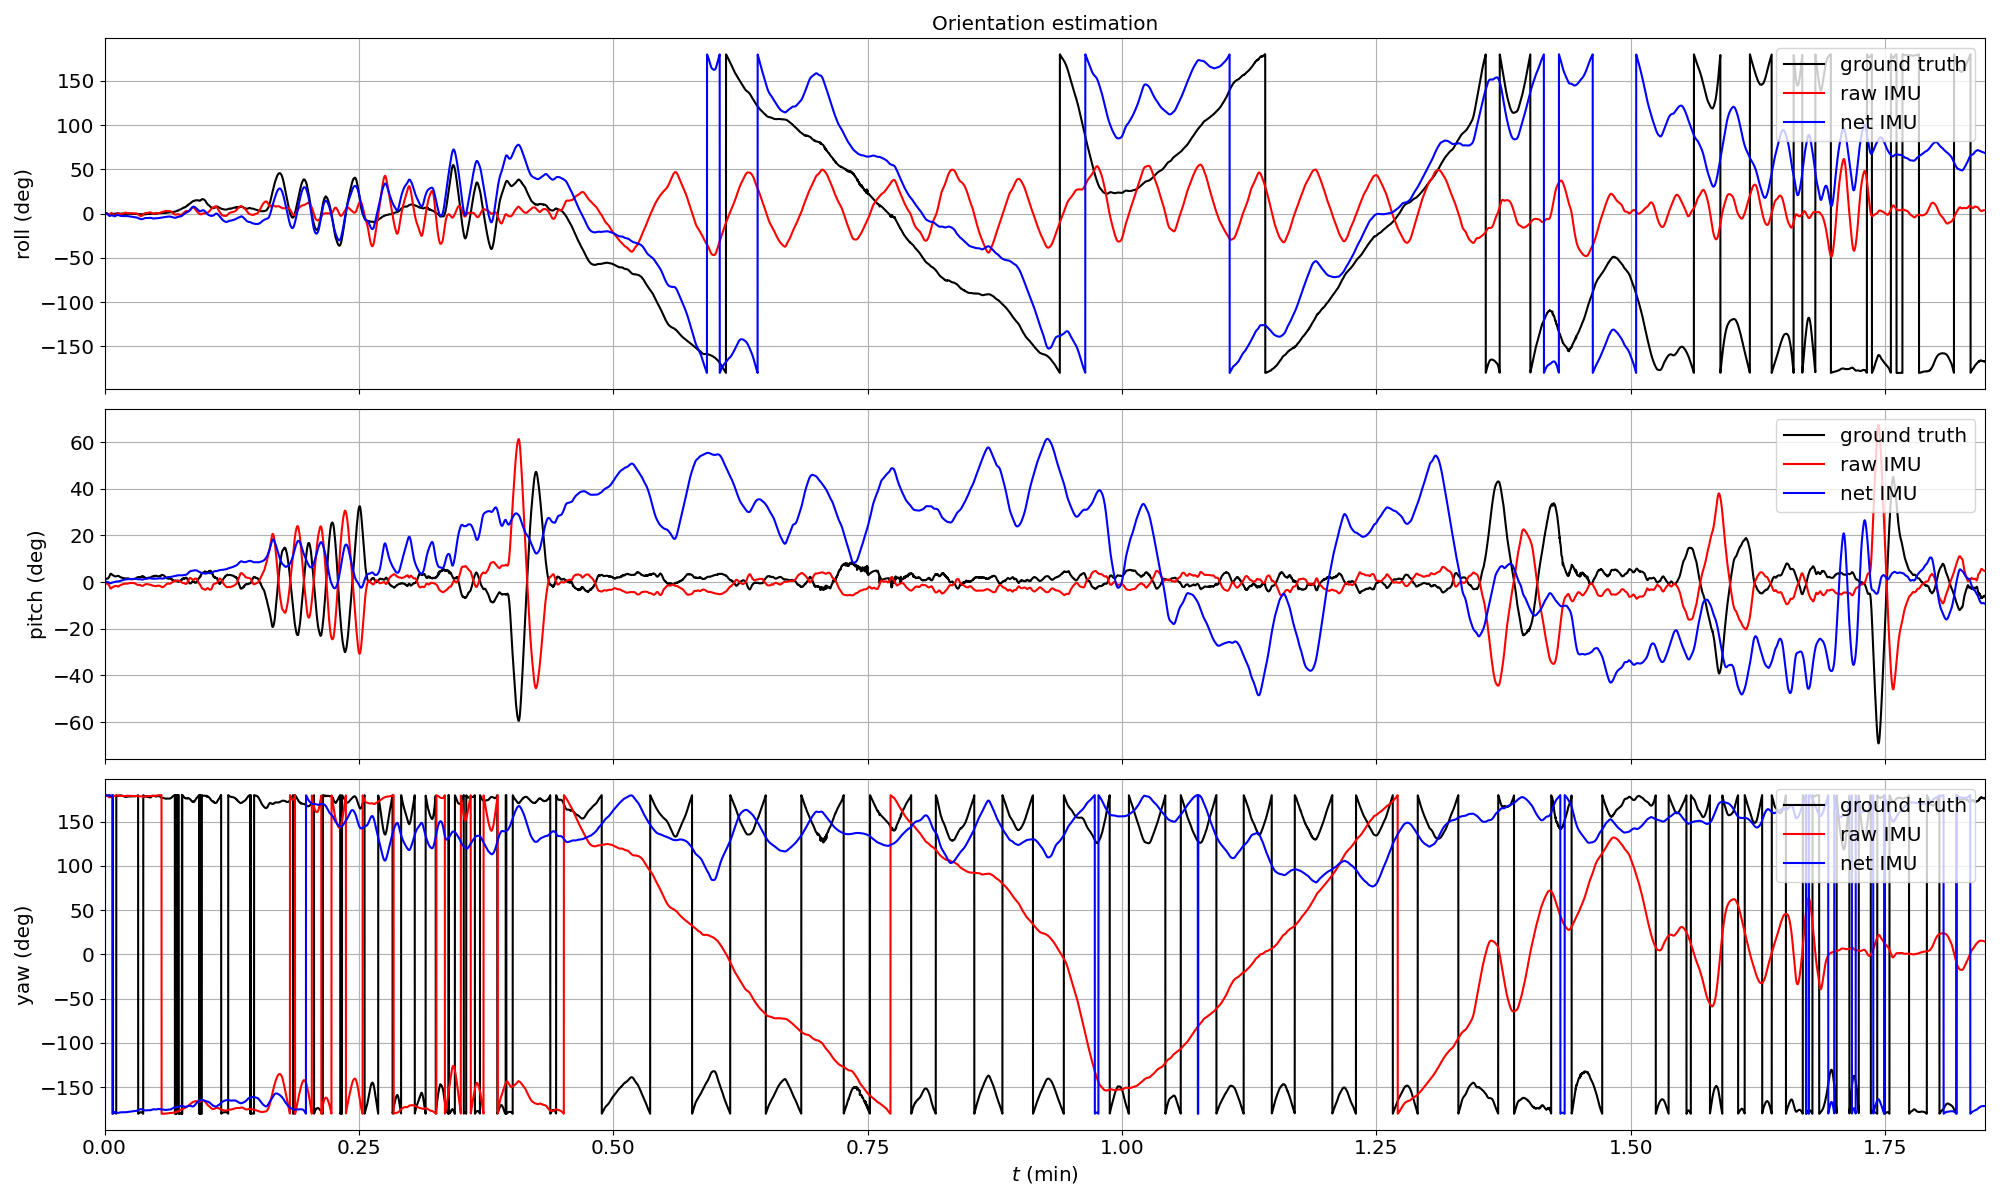 Orientation estimation
roll (deg)
150
100
50
0
−50
−100
−150
ground truth
raw IMU
net IMU
pitch (deg)
60
40
20
0
−20
−40
−60
ground truth
raw IMU
net IMU
yaw (deg)
150
100
50
0
−50
−100
−150
ground truth
raw IMU
net IMU
0.00 0.25 0.50 0.75 1.00 1.25 1.50 1.75
t (min)